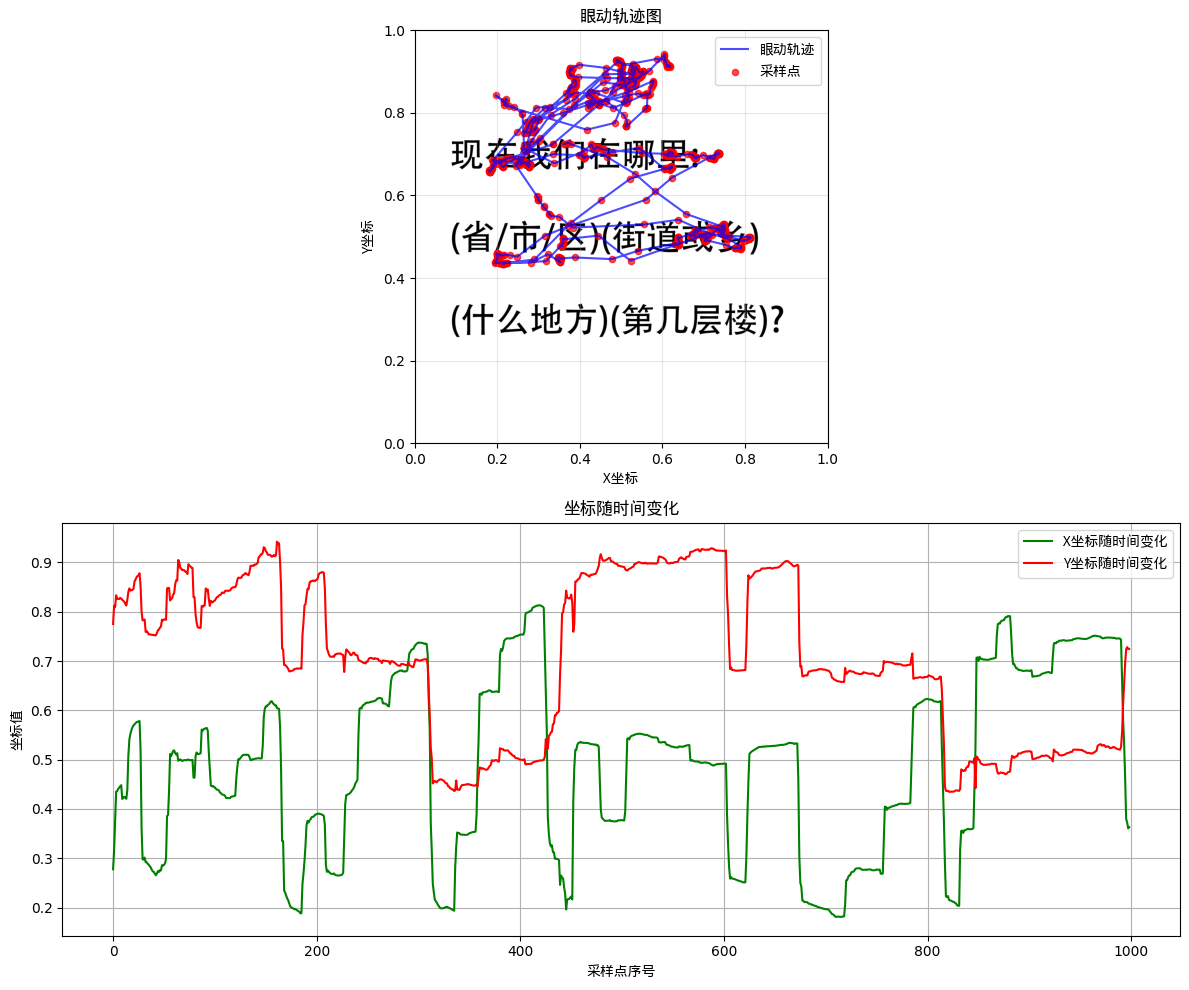 眼动轨迹图
1.0
0.8
0.6
0.4
0.2
0.0
Y坐标
眼动轨迹
采样点
现在我们在哪里:
(省/市/区)(街道或乡)
(什么地方)(第几层楼)?
0.0 0.2 0.4 0.6 0.8 1.0
X坐标
坐标随时间变化
0.9
0.8
0.7
0.6
0.5
0.4
0.3
0.2
坐标值
X坐标随时间变化
Y坐标随时间变化
0 200 400 600 800 1000
采样点序号